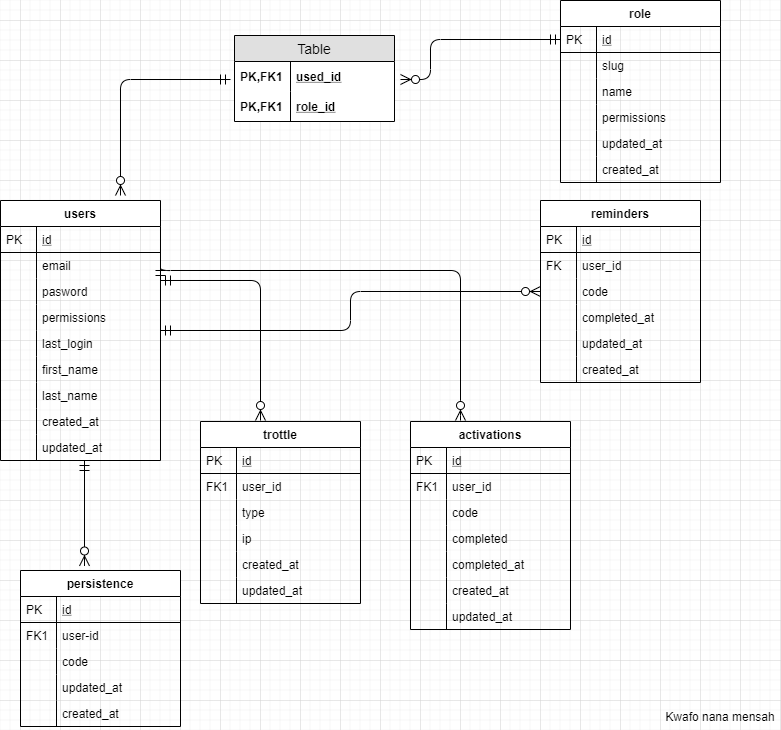 role
PK id
slug
name
permissions
updated_at
created_at
Table
PK,FK1 used_id
PK,FK1 role_id
users
PK id
email
pasword
permissions
last_login
first_name
last_name
created_at
updated_at
reminders
PK id
FK user_id
code
completed_at
updated_at
created_at
trottle
PK id
FK1 user_id
type
ip
created_at
updated_at
activations
PK id
FK1 user_id
code
completed
completed_at
created_at
updated_at
persistence
PK id
FK1 user-id
code
updated_at
created_at
Kwafo nana mensah